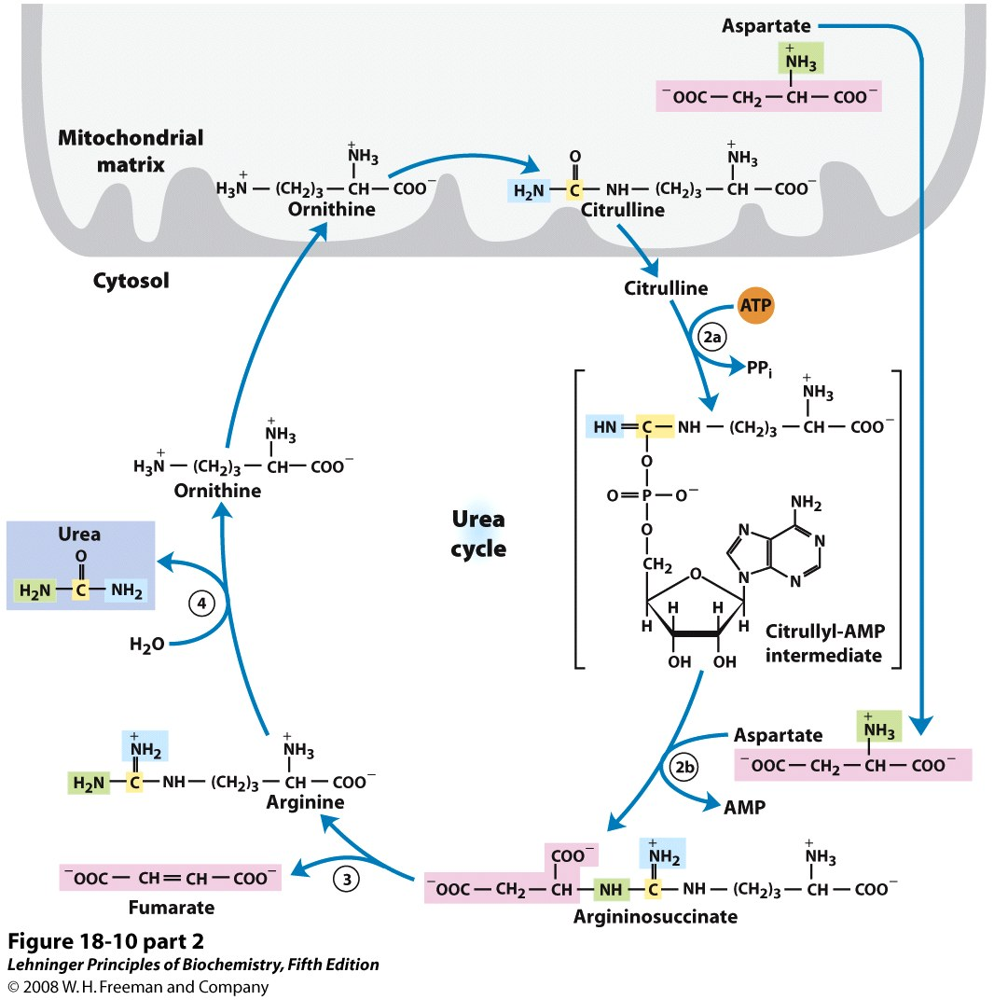 Aspartate
+
NH3
−OOC — CH2 — CH — COO−
Mitochondrial
matrix
+
NH3
+
H3N — (CH2)3 — CH — COO−
Ornithine
O
+
NH3
H2N — C — NH — (CH2)3 — CH — COO−
Citrulline
Cytosol
Citrulline
ATP
2a
PPi
+
NH3
HN = C — NH — (CH2)3 — CH — COO−
O
O = P — O−
O
CH2
O
NH2
N
N
N
N
H
H
H
H
OH
OH
Citrullyl-AMP
intermediate
+
NH3
+
H3N — (CH2)3 — CH — COO−
Ornithine
Urea
cycle
Urea
O
H2N — C — NH2
4
H2O
Aspartate
+
NH3
−OOC — CH2 — CH — COO−
2b
AMP
+
NH2
+
NH3
H2N — C — NH — (CH2)3 — CH — COO−
Arginine
COO−
+
NH2
+
NH3
−OOC — CH2 — CH — NH — C — NH — (CH2)3 — CH — COO−
Argininosuccinate
3
−OOC — CH = CH — COO−
Fumarate
Figure 18-10 part 2
Lehninger Principles of Biochemistry, Fifth Edition
© 2008 W. H. Freeman and Company